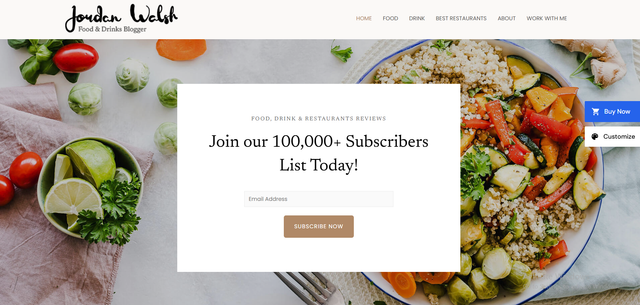 Jordan Walsh
Food & Drinks Blogger
HOME FOOD DRINK BEST RESTAURANTS ABOUT WORK WITH ME
FOOD, DRINK & RESTAURANTS REVIEWS
Join our 100,000+ Subscribers
List Today!
Email Address
SUBSCRIBE NOW
Buy Now
Customize